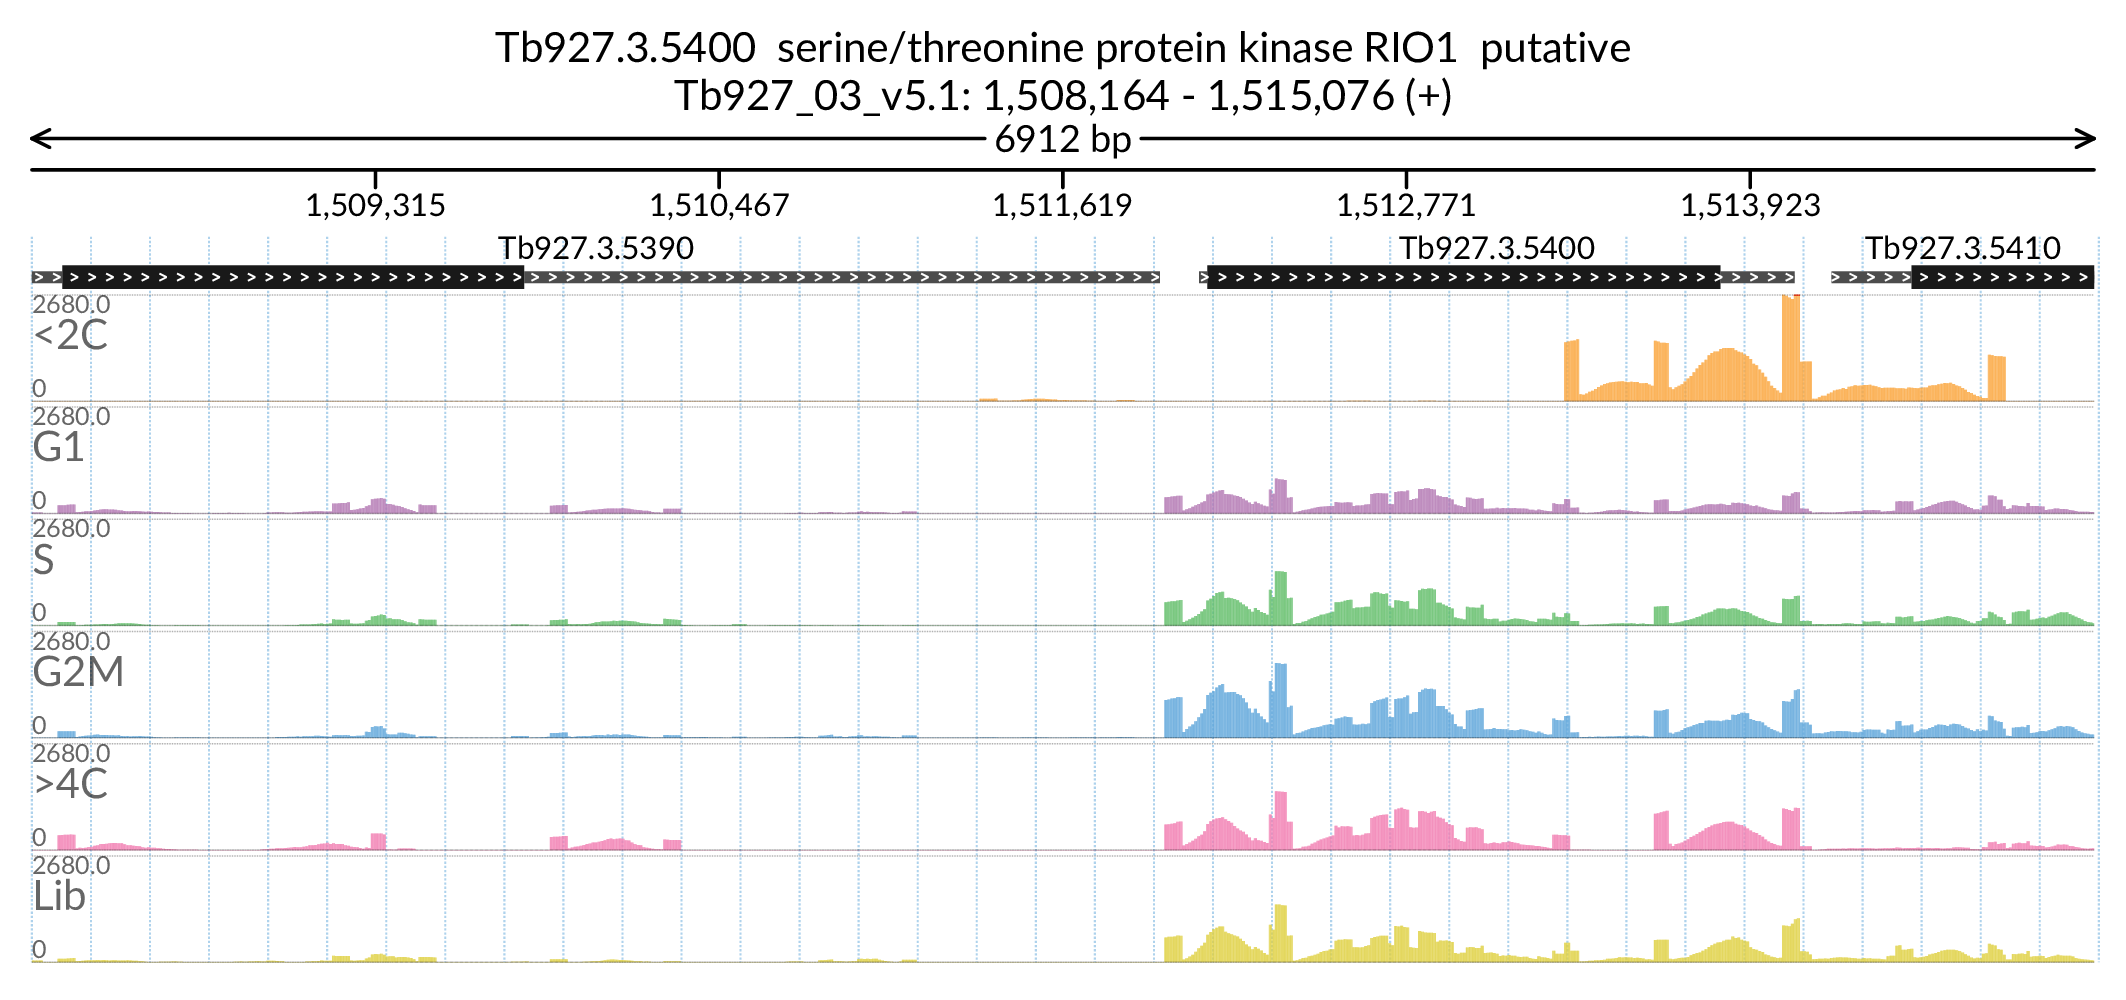 Tb927.3.5400 serine/threonine protein kinase RIO1 putative
Tb927_03_v5.1: 1,508,164 - 1,515,076 (+)
6912 bp
1,509,315 1,510,467 1,511,619 1,512,771 1,513,923
Tb927.3.5390 Tb927.3.5400 Tb927.3.5410
2680.0
<2C
0
2680.0
G1
0
2680.0
S
0
2680.0
G2M
0
2680.0
>4C
0
2680.0
Lib
0